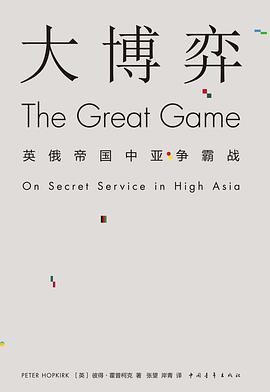 大博弈
The Great Game
英俄帝国中亚争霸战
On Secret Service in High Asia
PETER HOPKIRK [英] 彼得·霍普柯克 著 张望 岸青 译 中国青年出版社